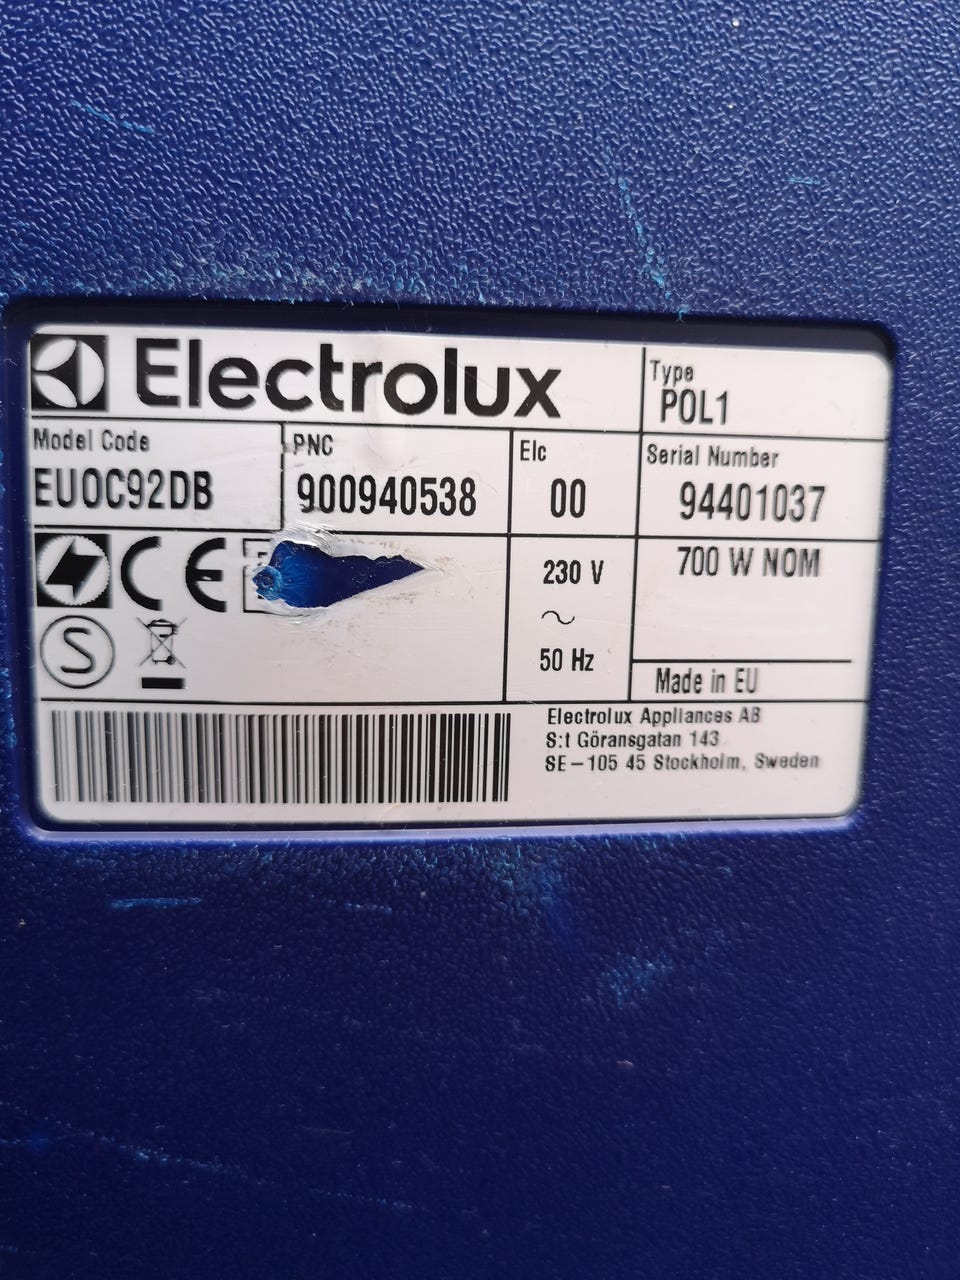 Electrolux
Type
POL1
Model Code
EUOC92DB
PNC
900940538
Elc
00
Serial Number
94401037
CE
S
230 V
~
50 Hz
700 W NOM
Made in EU
Electrolux Appliances AB
S:t Göransgatan 143
SE-105 45 Stockholm, Sweden